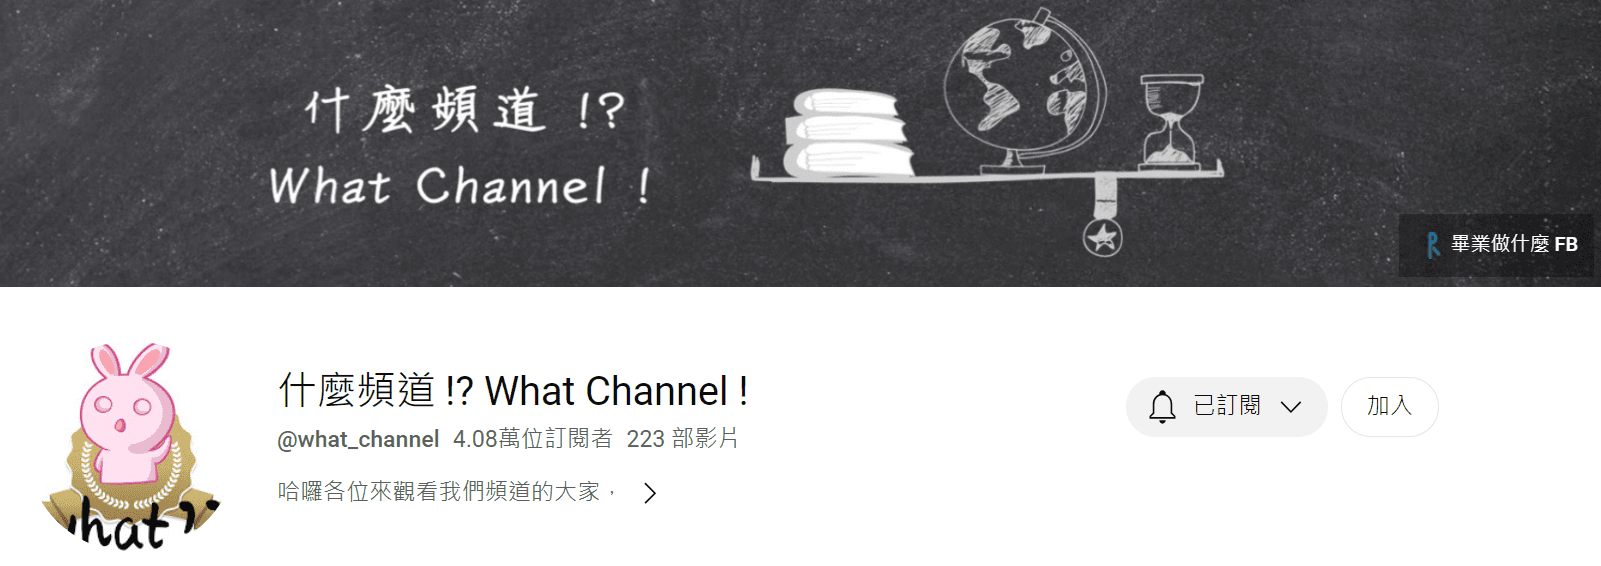 什麼頻道 !?
What Channel !
畢業做什麼 FB
什麼頻道 !? What Channel !
@what_channel 4.08萬位訂閱者 223 部影片
哈囉各位來觀看我們頻道的大家，
已訂閱
加入
what !?